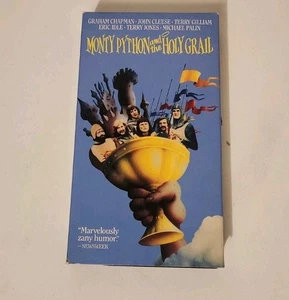 GRAHAM CHAPMAN · JOHN CLEESE · TERRY GILLIAM
ERIC IDLE · TERRY JONES · MICHAEL PALIN
MONTY PYTHON and the HOLY GRAIL
"Marvelously
zany humor."
– NEWSWEEK